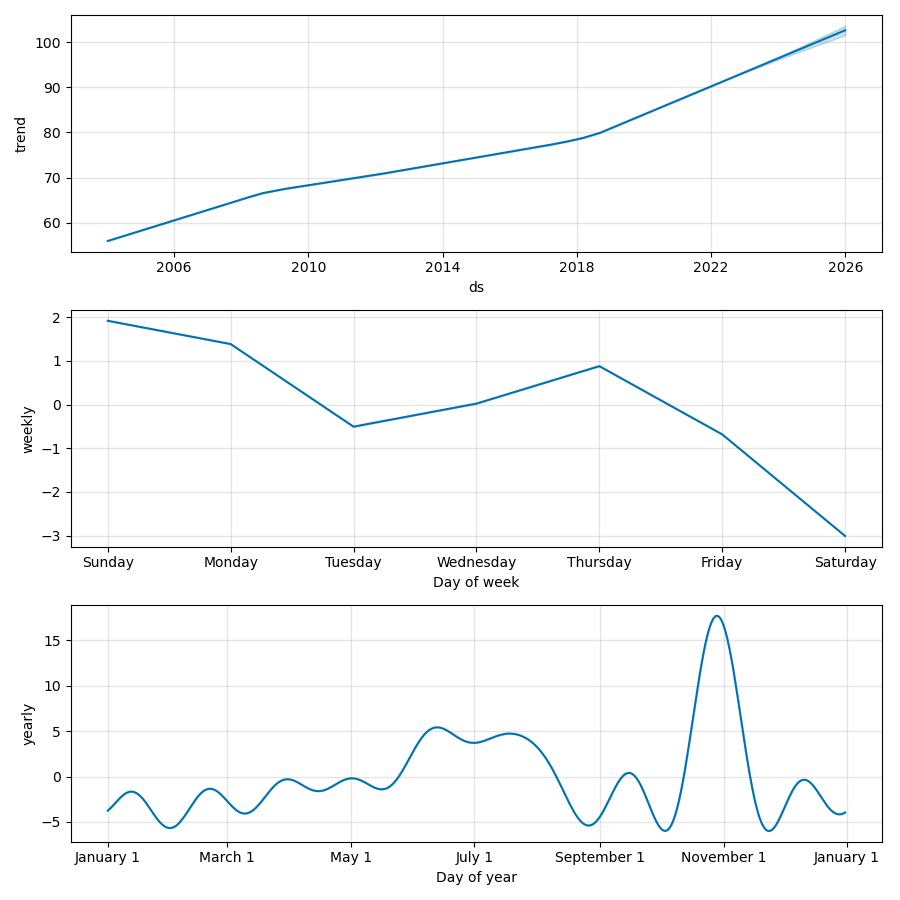 100
90
80
70
60
trend
2006 2010 2014 2018 2022 2026
ds
2
1
0
−1
−2
−3
weekly
Sunday Monday Tuesday Wednesday Thursday Friday Saturday
Day of week
15
10
5
0
−5
yearly
January 1 March 1 May 1 July 1 September 1 November 1 January 1
Day of year